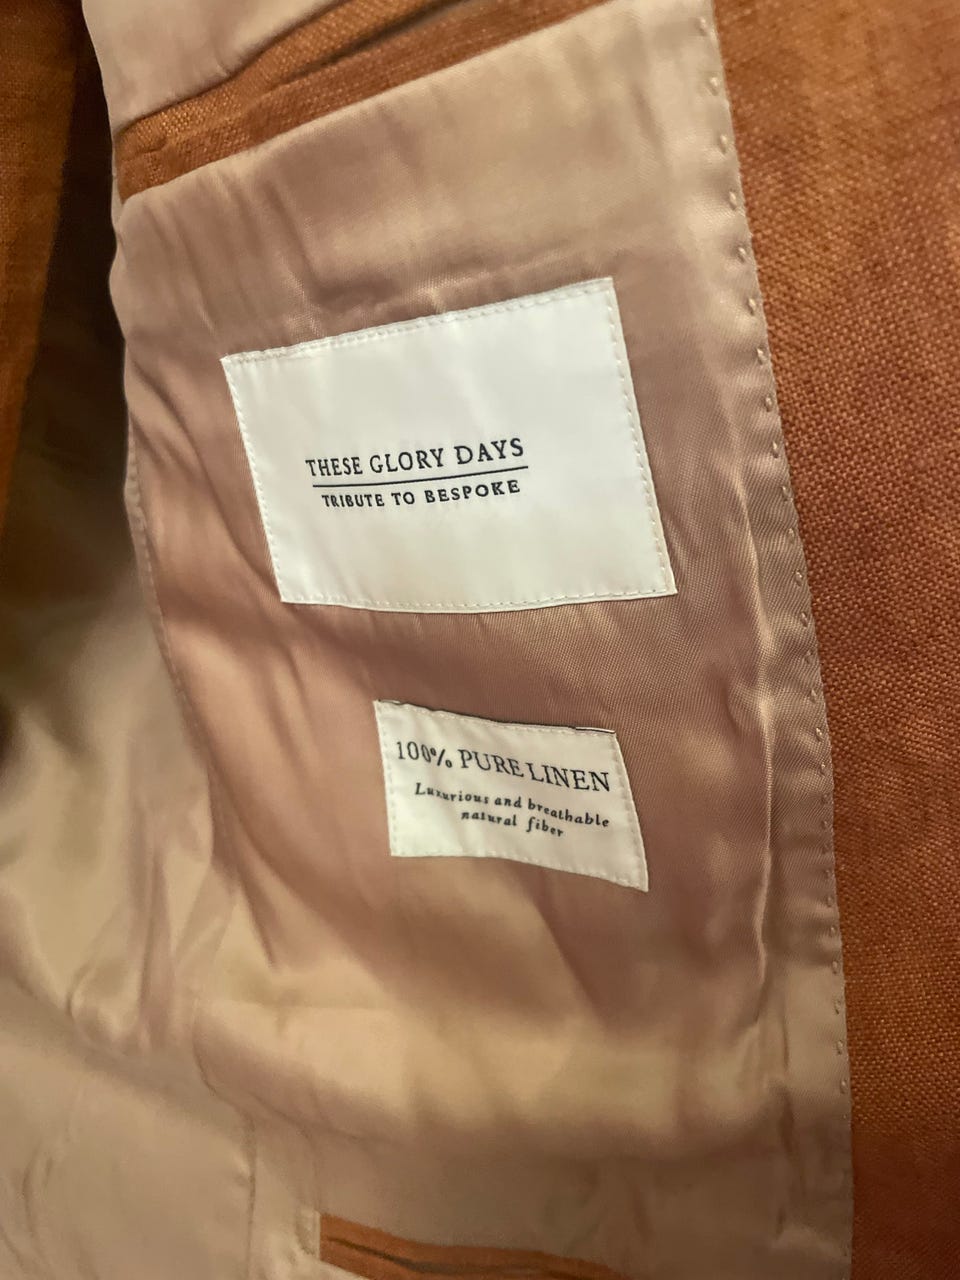 THESE GLORY DAYS
TRIBUTE TO BESPOKE
100% PURE LINEN
Luxurious and breathable
natural fiber